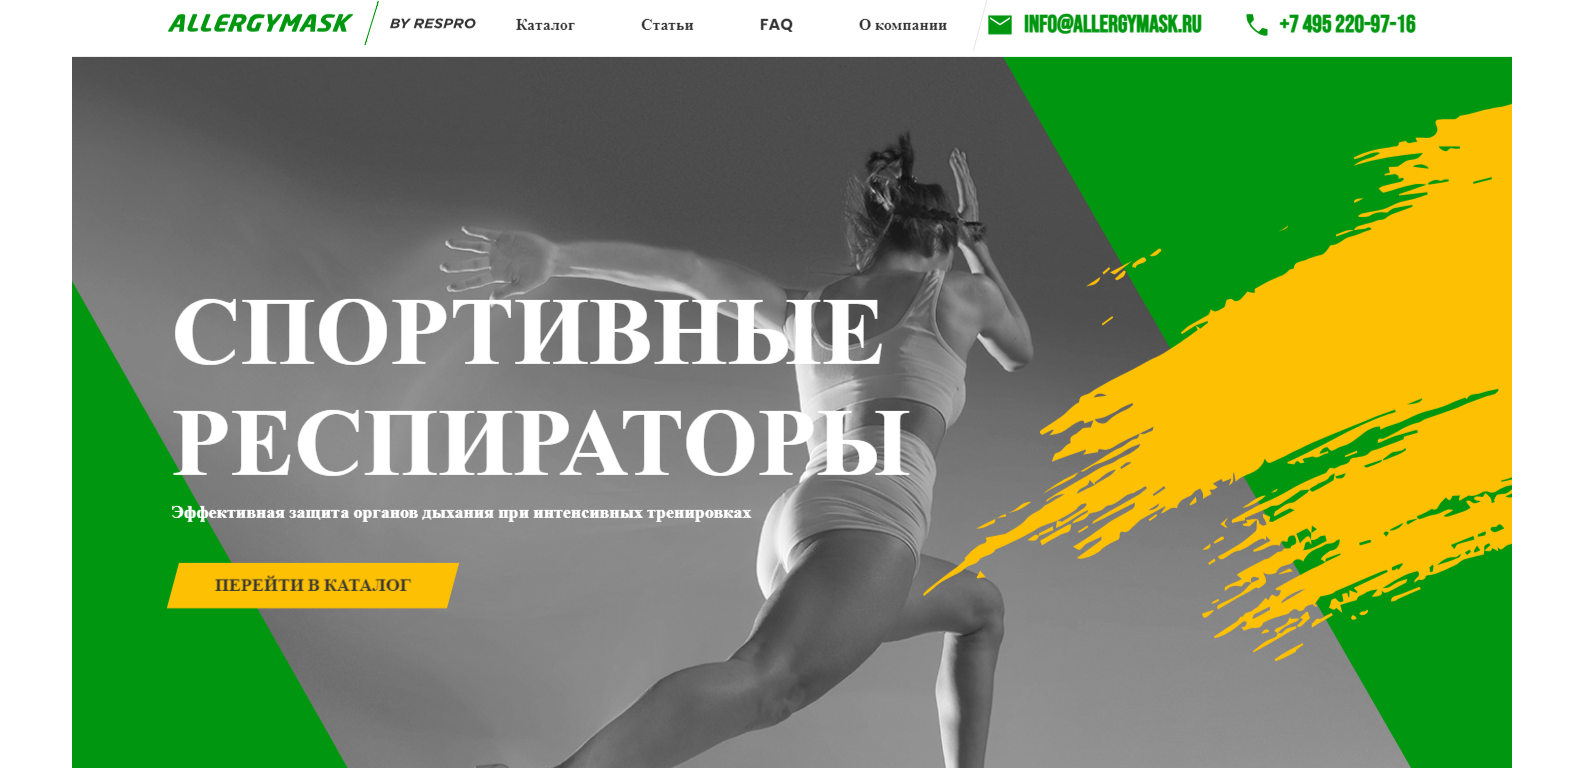 ALLERGYMASK
BY RESPRO
Каталог
Статьи
FAQ
О компании
INFO@ALLERGYMASK.RU
+7 495 220-97-16
СПОРТИВНЫЕ
РЕСПИРАТОРЫ
Эффективная защита органов дыхания при интенсивных тренировках
ПЕРЕЙТИ В КАТАЛОГ